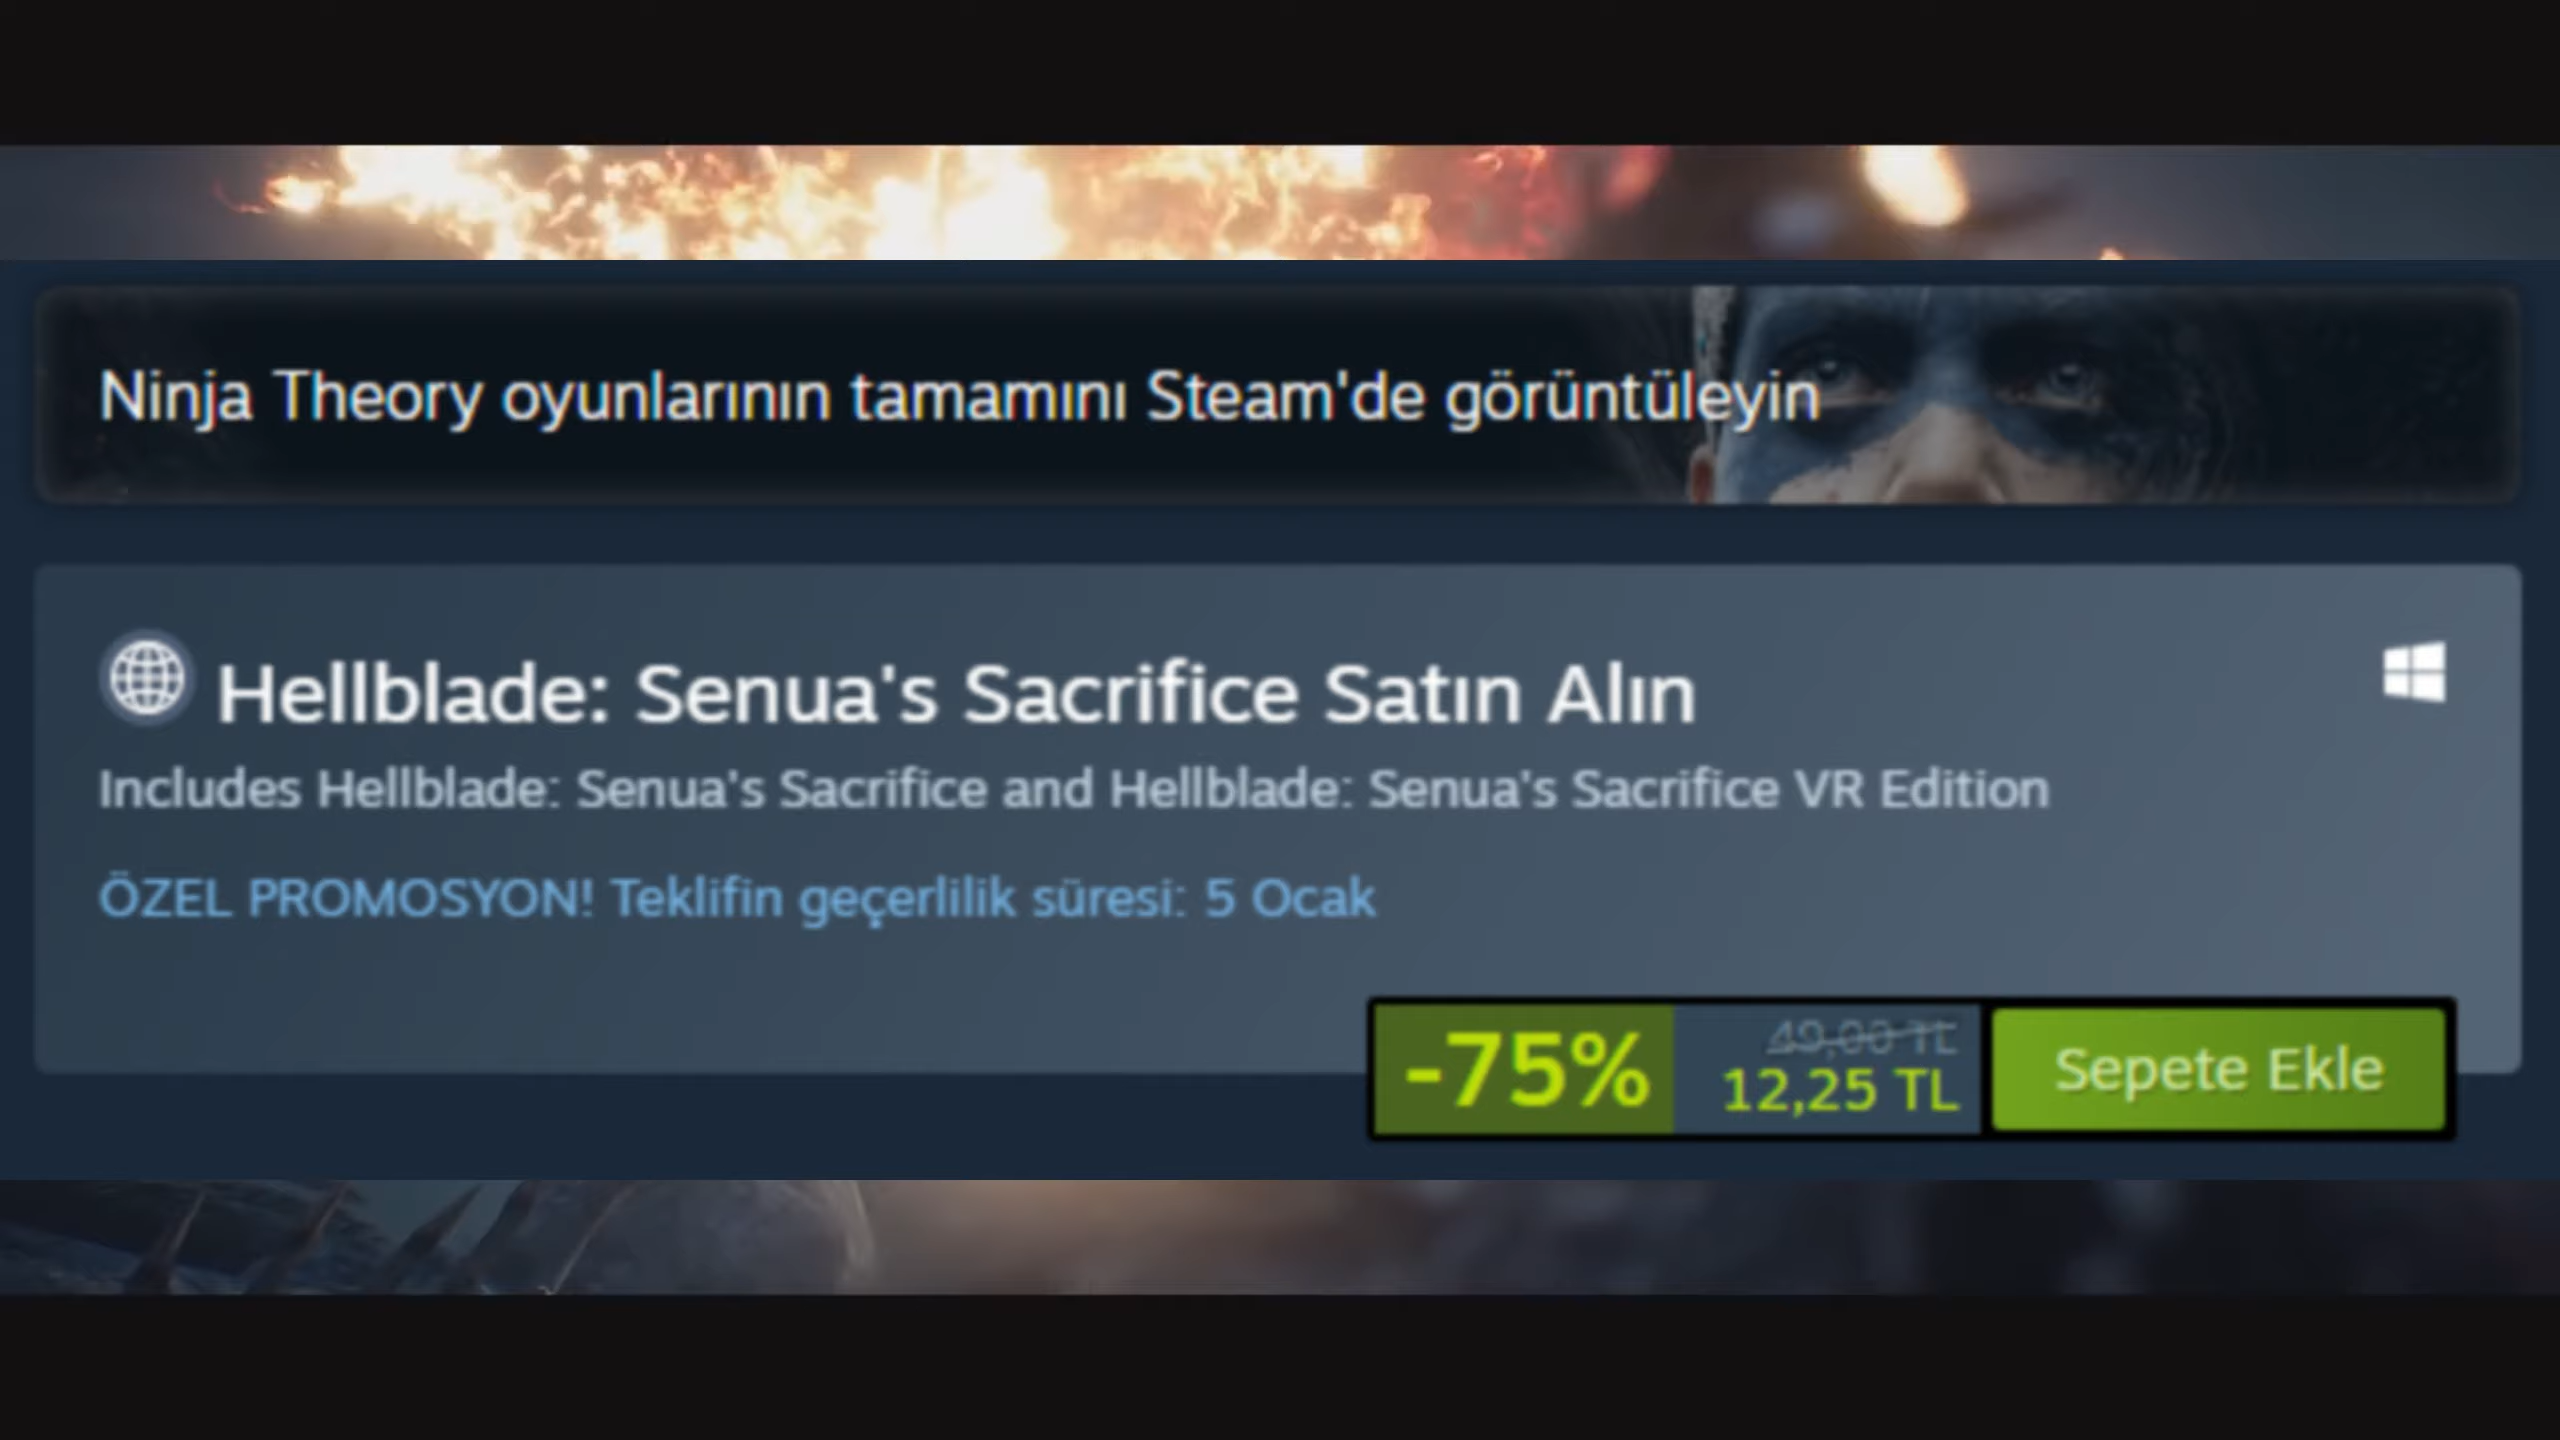 Ninja Theory oyunlarının tamamını Steam'de görüntüleyin
Hellblade: Senua's Sacrifice Satın Alın
Includes Hellblade: Senua's Sacrifice and Hellblade: Senua's Sacrifice VR Edition
ÖZEL PROMOSYON! Teklifin geçerlilik süresi: 5 Ocak
-75%
49,00 TL
12,25 TL
Sepete Ekle